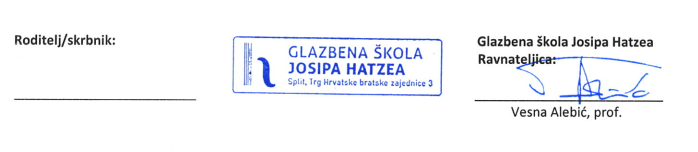 Roditelj/skrbnik:
GLAZBENA ŠKOLA
JOSIPA HATZEA
Split, Trg Hrvatske bratske zajednice 3
Glazbena škola Josipa Hatzea
Ravnateljica:
Vesna Alebić, prof.